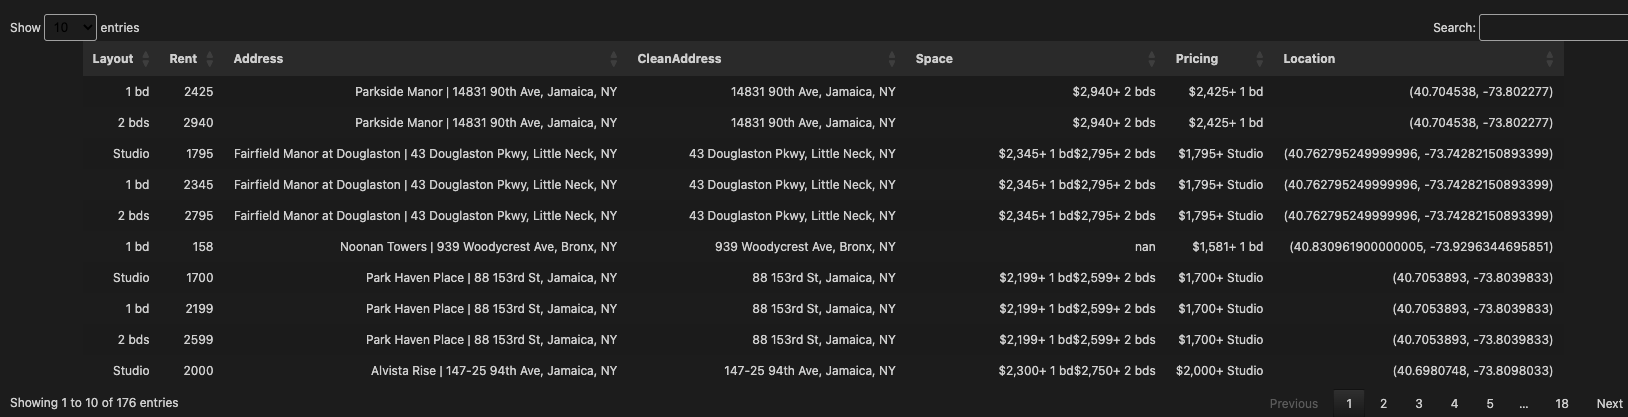 Show 10 entries Search:
Layout Rent Address CleanAddress Space Pricing Location
1 bd 2425 Parkside Manor | 14831 90th Ave, Jamaica, NY 14831 90th Ave, Jamaica, NY $2,940+ 2 bds $2,425+ 1 bd (40.704538, -73.802277)
2 bds 2940 Parkside Manor | 14831 90th Ave, Jamaica, NY 14831 90th Ave, Jamaica, NY $2,940+ 2 bds $2,425+ 1 bd (40.704538, -73.802277)
Studio 1795 Fairfield Manor at Douglaston | 43 Douglaston Pkwy, Little Neck, NY 43 Douglaston Pkwy, Little Neck, NY $2,345+ 1 bd$2,795+ 2 bds $1,795+ Studio (40.762795249999996, -73.74282150893399)
1 bd 2345 Fairfield Manor at Douglaston | 43 Douglaston Pkwy, Little Neck, NY 43 Douglaston Pkwy, Little Neck, NY $2,345+ 1 bd$2,795+ 2 bds $1,795+ Studio (40.762795249999996, -73.74282150893399)
2 bds 2795 Fairfield Manor at Douglaston | 43 Douglaston Pkwy, Little Neck, NY 43 Douglaston Pkwy, Little Neck, NY $2,345+ 1 bd$2,795+ 2 bds $1,795+ Studio (40.762795249999996, -73.74282150893399)
1 bd 158 Noonan Towers | 939 Woodycrest Ave, Bronx, NY 939 Woodycrest Ave, Bronx, NY nan $1,581+ 1 bd (40.830961900000005, -73.9296344695851)
Studio 1700 Park Haven Place | 88 153rd St, Jamaica, NY 88 153rd St, Jamaica, NY $2,199+ 1 bd$2,599+ 2 bds $1,700+ Studio (40.7053893, -73.8039833)
1 bd 2199 Park Haven Place | 88 153rd St, Jamaica, NY 88 153rd St, Jamaica, NY $2,199+ 1 bd$2,599+ 2 bds $1,700+ Studio (40.7053893, -73.8039833)
2 bds 2599 Park Haven Place | 88 153rd St, Jamaica, NY 88 153rd St, Jamaica, NY $2,199+ 1 bd$2,599+ 2 bds $1,700+ Studio (40.7053893, -73.8039833)
Studio 2000 Alvista Rise | 147-25 94th Ave, Jamaica, NY 147-25 94th Ave, Jamaica, NY $2,300+ 1 bd$2,750+ 2 bds $2,000+ Studio (40.6980748, -73.8098033)
Showing 1 to 10 of 176 entries Previous 1 2 3 4 5 … 18 Next